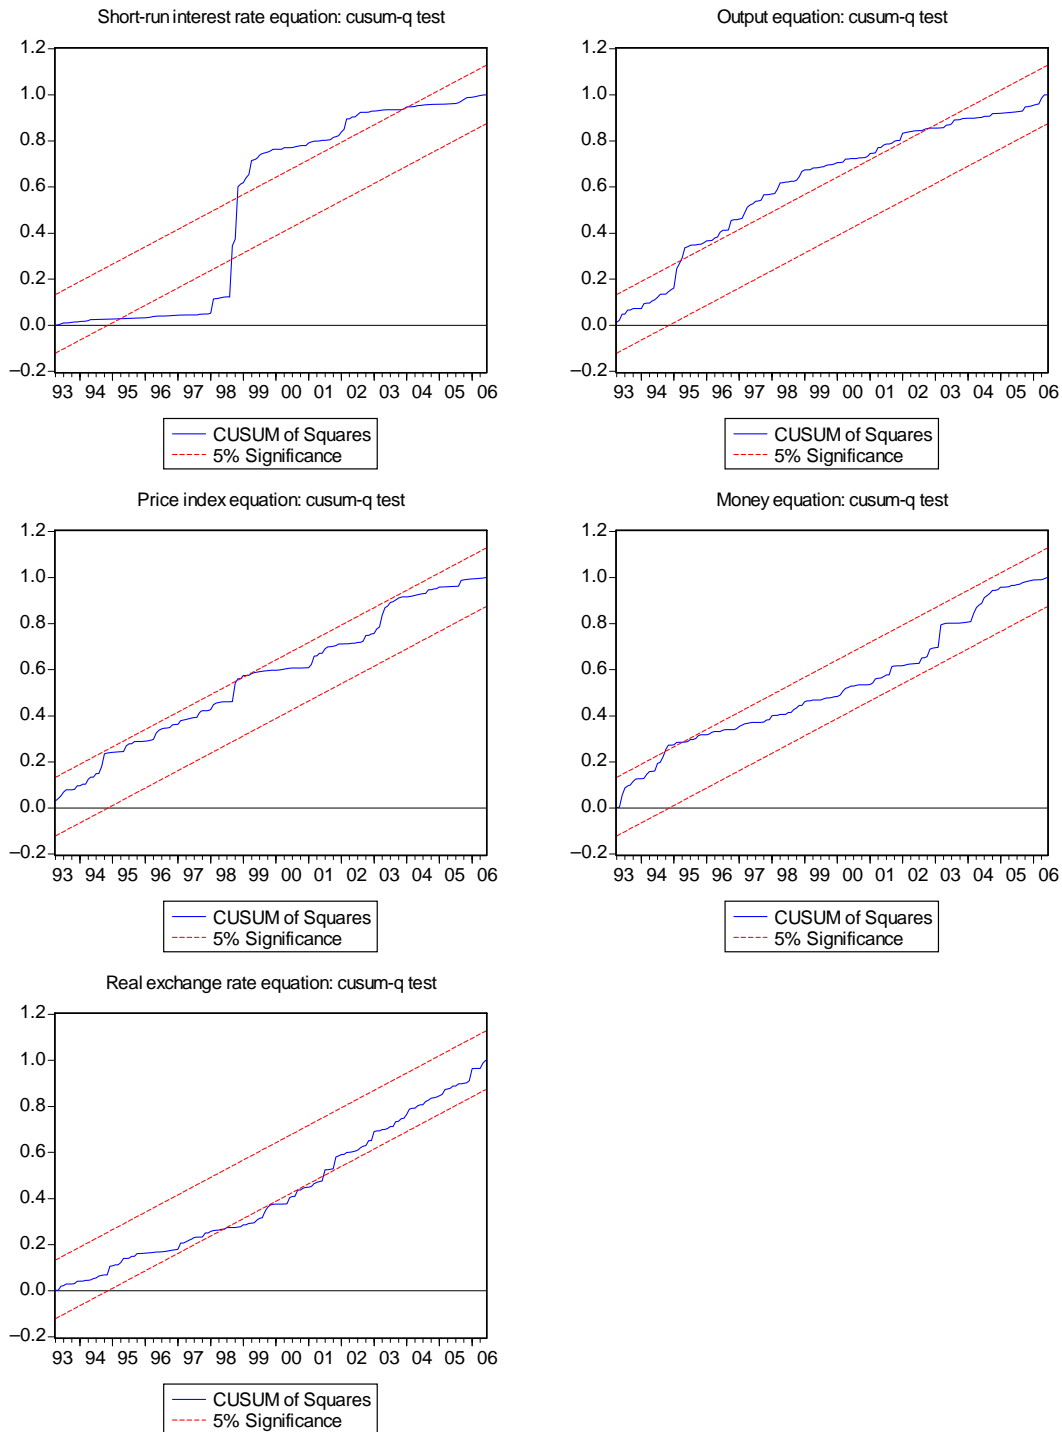 Short-run interest rate equation: cusum-q test
1.2
1.0
0.8
0.6
0.4
0.2
0.0
–0.2
93 94 95 96 97 98 99 00 01 02 03 04 05 06
CUSUM of Squares
5% Significance
Output equation: cusum-q test
1.2
1.0
0.8
0.6
0.4
0.2
0.0
–0.2
93 94 95 96 97 98 99 00 01 02 03 04 05 06
CUSUM of Squares
5% Significance
Price index equation: cusum-q test
1.2
1.0
0.8
0.6
0.4
0.2
0.0
–0.2
93 94 95 96 97 98 99 00 01 02 03 04 05 06
CUSUM of Squares
5% Significance
Money equation: cusum-q test
1.2
1.0
0.8
0.6
0.4
0.2
0.0
–0.2
93 94 95 96 97 98 99 00 01 02 03 04 05 06
CUSUM of Squares
5% Significance
Real exchange rate equation: cusum-q test
1.2
1.0
0.8
0.6
0.4
0.2
0.0
–0.2
93 94 95 96 97 98 99 00 01 02 03 04 05 06
CUSUM of Squares
5% Significance